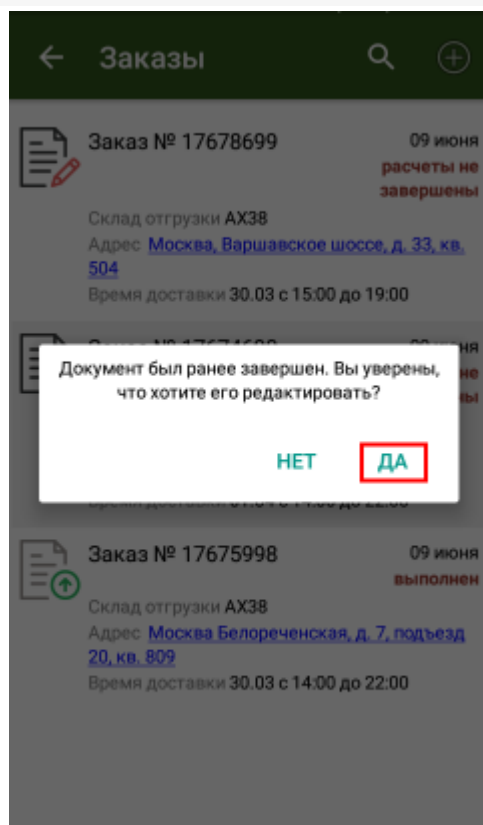 Заказы
Заказ № 17678699
09 июня
расчеты не
завершены
Склад отгрузки АХ38
Адрес Москва, Варшавское шоссе, д. 33, кв.
504
Время доставки 30.03 с 15:00 до 19:00
Документ был ранее завершен. Вы уверены,
что хотите его редактировать?
НЕТ ДА
Заказ № 17675998
09 июня
выполнен
Склад отгрузки АХ38
Адрес Москва Белореченская, д. 7, подъезд
20, кв. 809
Время доставки 30.03 с 14:00 до 22:00